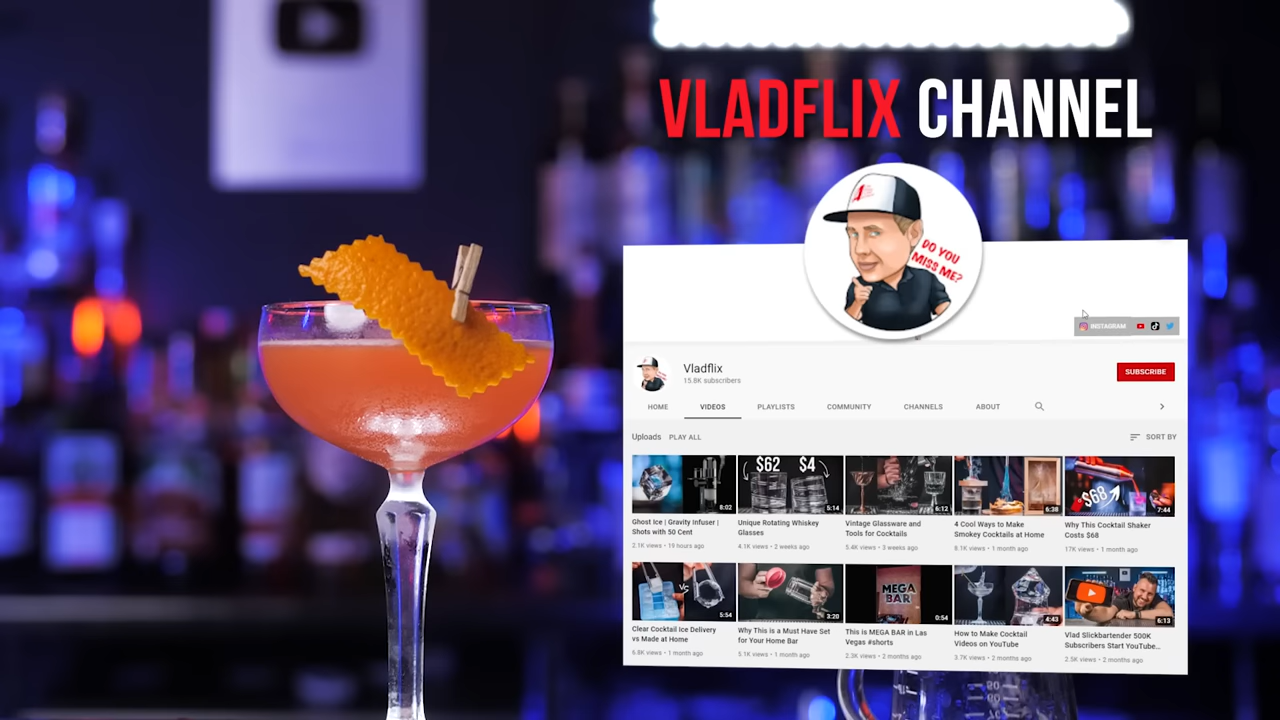 VLADFLIX CHANNEL
DO YOU
MISS ME?
INSTAGRAM
Vladflix
15.8K subscribers
SUBSCRIBE
HOME VIDEOS PLAYLISTS COMMUNITY CHANNELS ABOUT
Uploads PLAY ALL
SORT BY
8:02
$62 $4
5:14
6:12
6:38
$68
7:44
Ghost Ice | Gravity Infuser |
Shots with 50 Cent
2.1K views • 19 hours ago
Unique Rotating Whiskey
Glasses
4.1K views • 2 weeks ago
Vintage Glassware and
Tools for Cocktails
5.4K views • 3 weeks ago
4 Cool Ways to Make
Smokey Cocktails at Home
8.1K views • 1 month ago
Why This Cocktail Shaker
Costs $68
17K views • 1 month ago
VS
5:54
3:20
MEGA
BAR
0:54
4:43
6:13
Clear Cocktail Ice Delivery
vs Made at Home
6.8K views • 1 month ago
Why This is a Must Have Set
for Your Home Bar
5.1K views • 1 month ago
This is MEGA BAR in Las
Vegas #shorts
2.3K views • 2 months ago
How to Make Cocktail
Videos on YouTube
3.7K views • 2 months ago
Vlad Slickbartender 500K
Subscribers Start YouTube...
2.5K views • 2 months ago